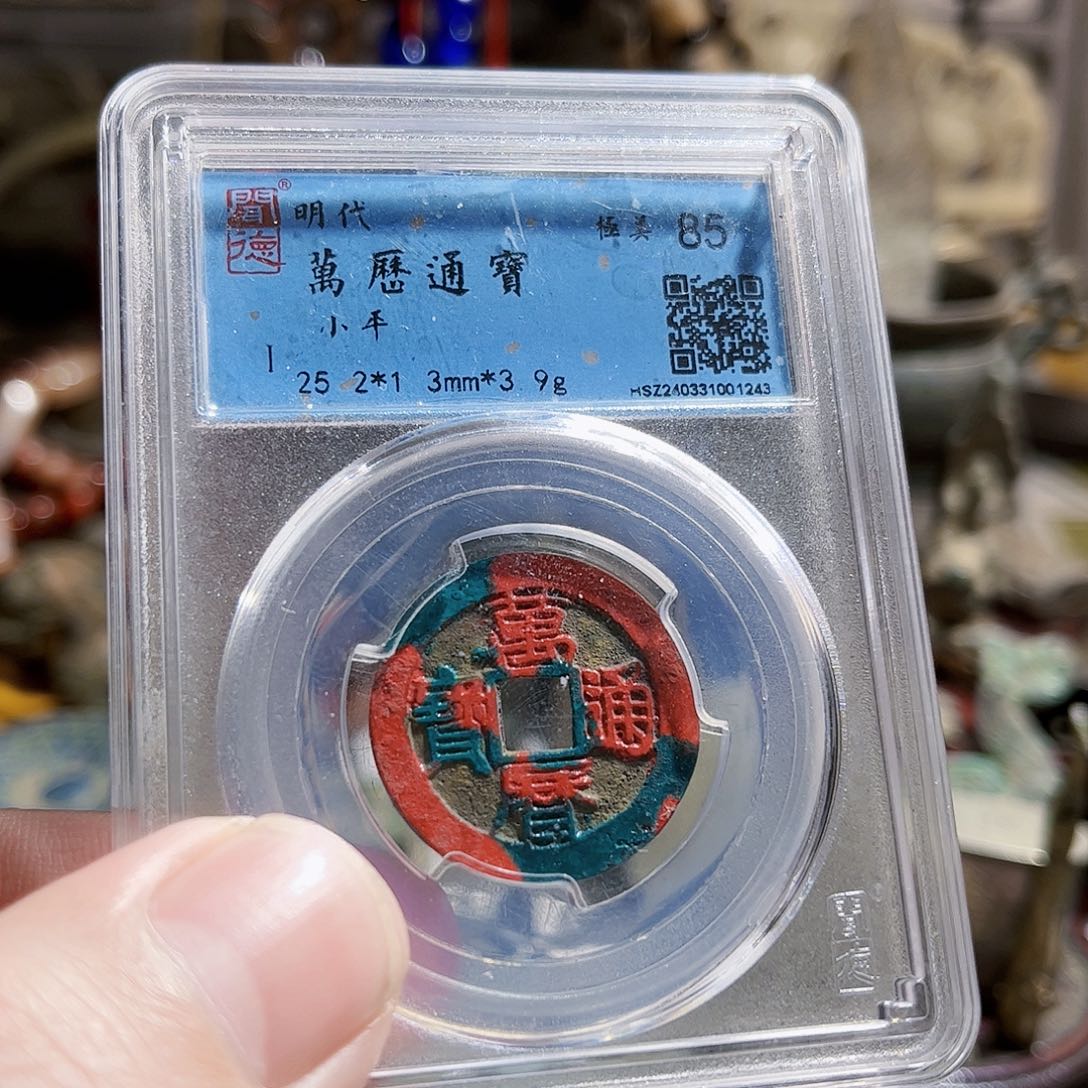 聞德®
明代
極美 85
萬曆通寶
小平
I 25 2*1 3mm*3 9g
HSZ240331001243
萬曆通寶
聞德